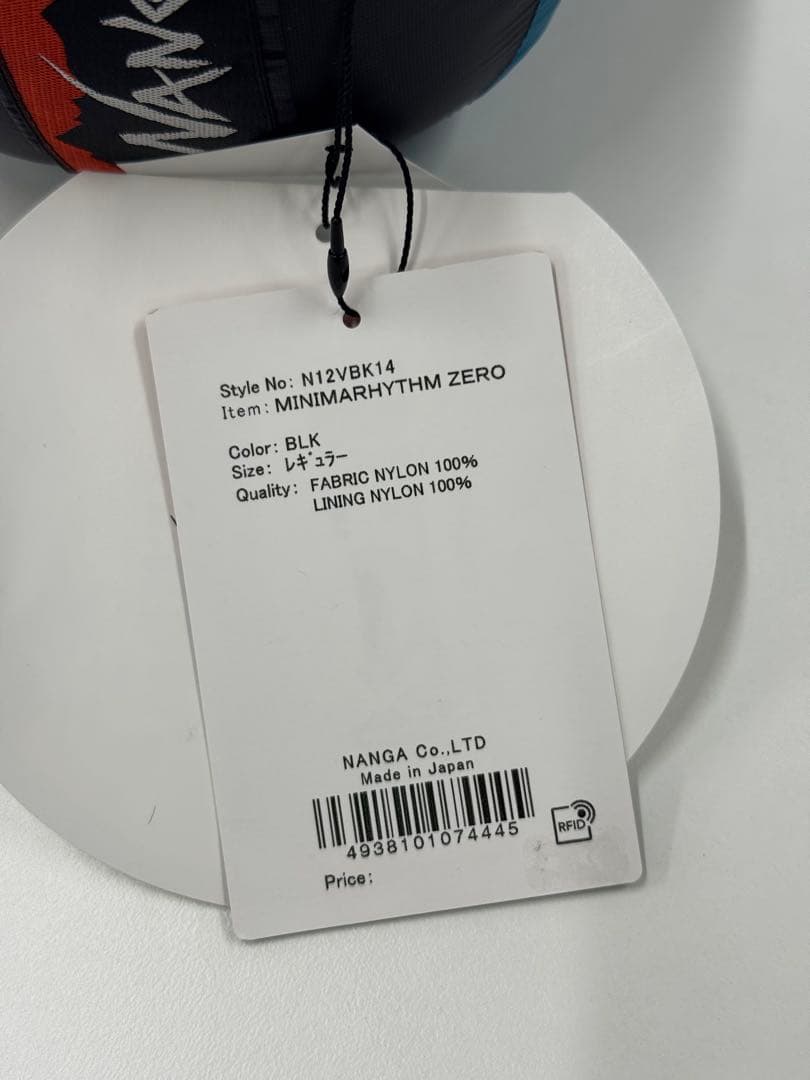 NANG
Style No: N12VBK14
Item: MINIMARHYTHM ZERO
Color: BLK
Size: ﾚｷﾞｭﾗｰ
Quality: FABRIC NYLON 100%
LINING NYLON 100%
NANGA Co.,LTD
Made in Japan
4938101074445
RFID
Price: